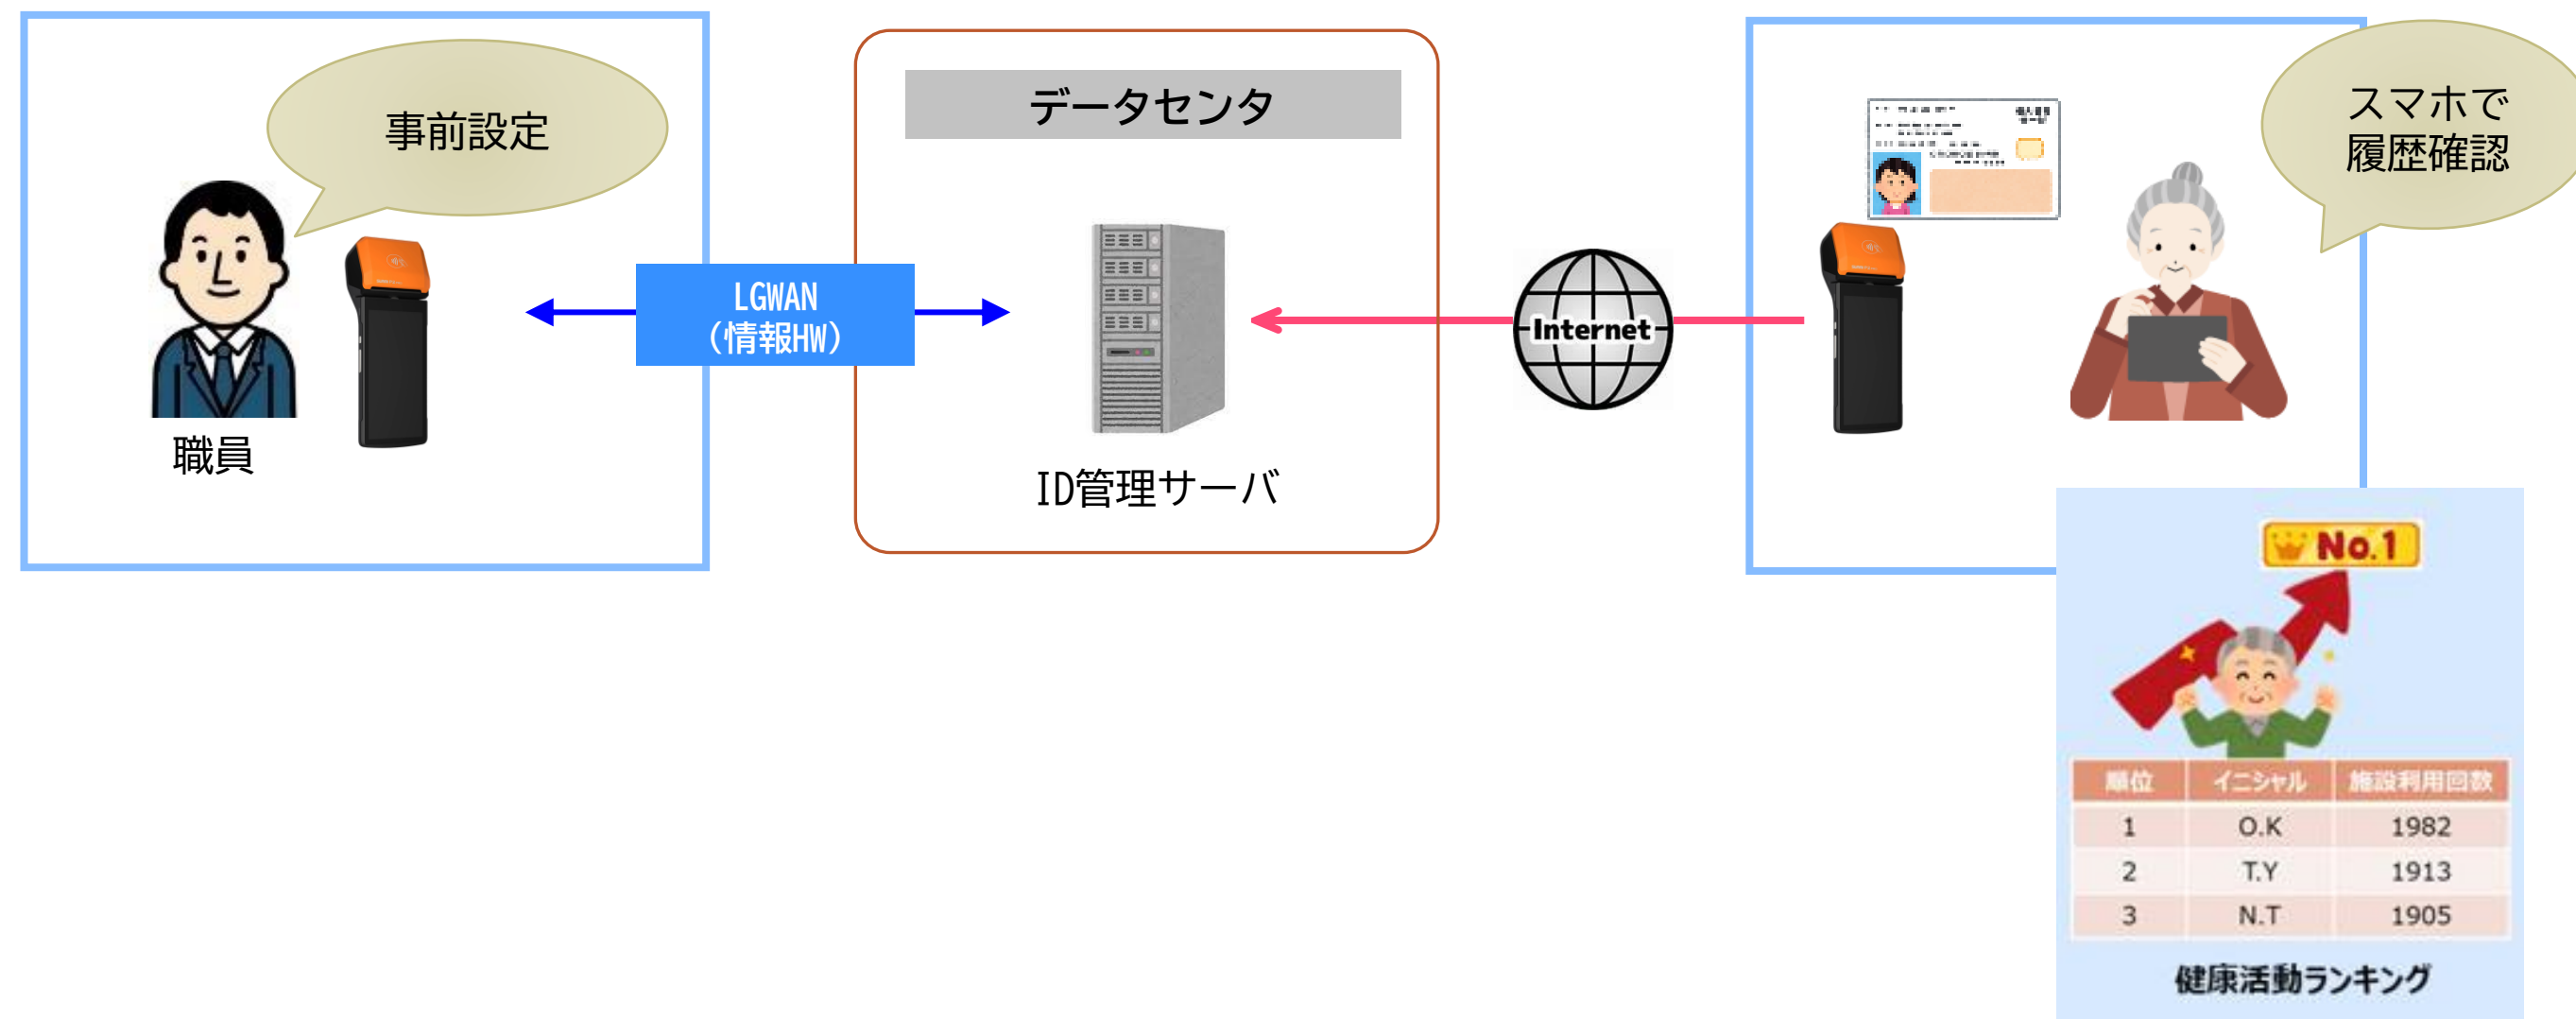 事前設定
職員
LGWAN
(情報HW)
データセンタ
ID管理サーバ
Internet
スマホで
履歴確認
No.1
順位 イニシャル 施設利用回数
1 O.K 1982
2 T.Y 1913
3 N.T 1905
健康活動ランキング